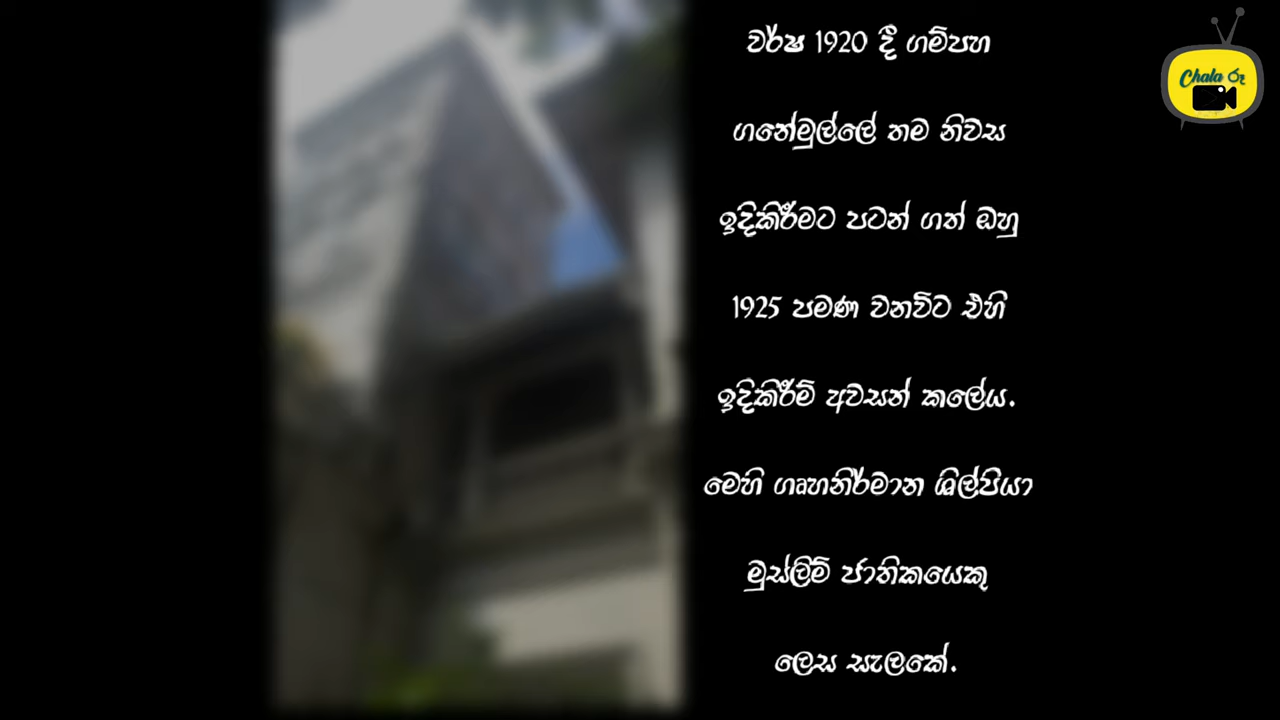 වර්ෂ 1920 දී ගම්පහ
ගනේමුල්ලේ තම නිවස
ඉදිකිරීමට පටන් ගත් ඔහු
1925 පමණ වනවිට එහි
ඉදිකිරීම් අවසන් කලේය.
මෙහි ගෘහනිර්මාන ශිල්පියා
මුස්ලිම් ජාතිකයෙකු
ලෙස සැලකේ.
Chala රූ